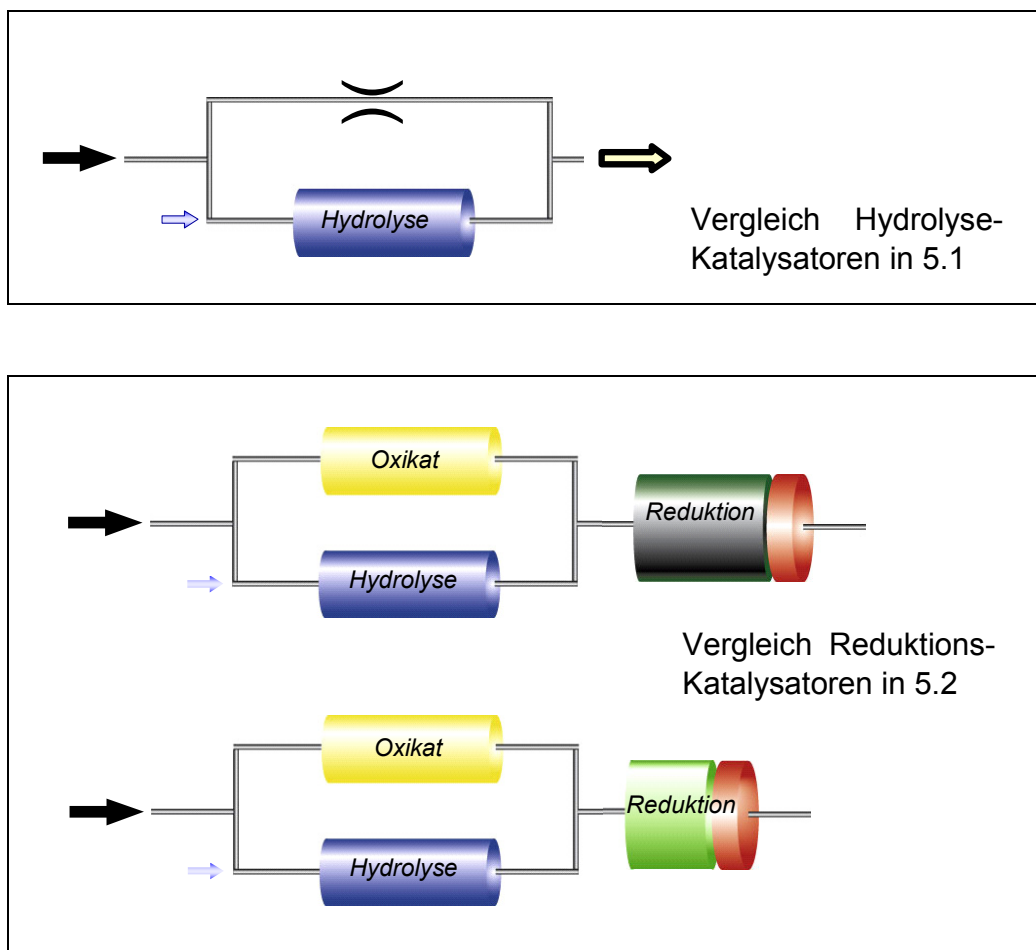 Hydrolyse
Vergleich Hydrolyse-
Katalysatoren in 5.1
Oxikat
Reduktion
Hydrolyse
Vergleich Reduktions-
Katalysatoren in 5.2
Oxikat
Reduktion
Hydrolyse